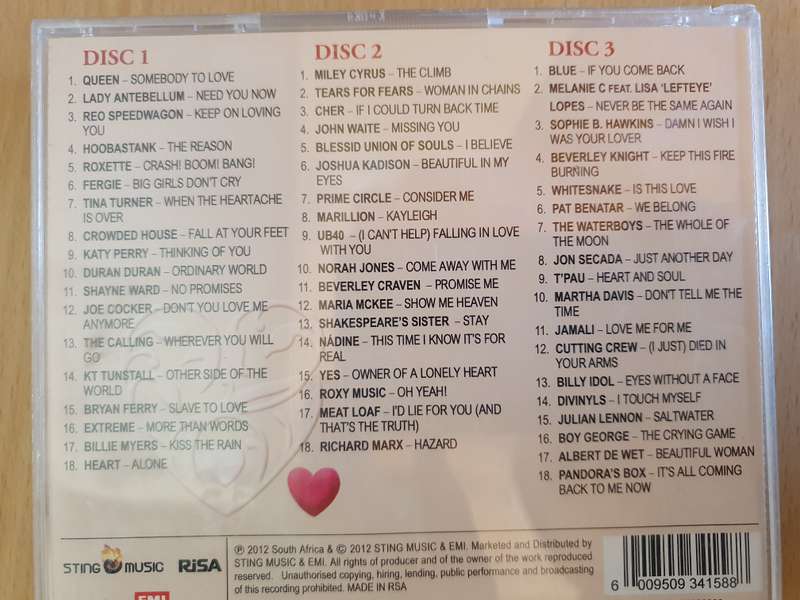 DISC 1
1. QUEEN – SOMEBODY TO LOVE
2. LADY ANTEBELLUM – NEED YOU NOW
3. REO SPEEDWAGON – KEEP ON LOVING
YOU
4. HOOBASTANK – THE REASON
5. ROXETTE – CRASH! BOOM! BANG!
6. FERGIE – BIG GIRLS DON'T CRY
7. TINA TURNER – WHEN THE HEARTACHE
IS OVER
8. CROWDED HOUSE – FALL AT YOUR FEET
9. KATY PERRY – THINKING OF YOU
10. DURAN DURAN – ORDINARY WORLD
11. SHAYNE WARD – NO PROMISES
12. JOE COCKER – DON'T YOU LOVE ME
ANYMORE
13. THE CALLING – WHEREVER YOU WILL
GO
14. KT TUNSTALL – OTHER SIDE OF THE
WORLD
15. BRYAN FERRY – SLAVE TO LOVE
16. EXTREME – MORE THAN WORDS
17. BILLIE MYERS – KISS THE RAIN
18. HEART – ALONE
DISC 2
1. MILEY CYRUS – THE CLIMB
2. TEARS FOR FEARS – WOMAN IN CHAINS
3. CHER – IF I COULD TURN BACK TIME
4. JOHN WAITE – MISSING YOU
5. BLESSID UNION OF SOULS – I BELIEVE
6. JOSHUA KADISON – BEAUTIFUL IN MY
EYES
7. PRIME CIRCLE – CONSIDER ME
8. MARILLION – KAYLEIGH
9. UB40 – (I CAN'T HELP) FALLING IN LOVE
WITH YOU
10. NORAH JONES – COME AWAY WITH ME
11. BEVERLEY CRAVEN – PROMISE ME
12. MARIA MCKEE – SHOW ME HEAVEN
13. SHAKESPEARE'S SISTER – STAY
14. NÁDINE – THIS TIME I KNOW IT'S FOR
REAL
15. YES – OWNER OF A LONELY HEART
16. ROXY MUSIC – OH YEAH!
17. MEAT LOAF – I'D LIE FOR YOU (AND
THAT'S THE TRUTH)
18. RICHARD MARX – HAZARD
DISC 3
1. BLUE – IF YOU COME BACK
2. MELANIE C FEAT. LISA 'LEFTEYE'
LOPES – NEVER BE THE SAME AGAIN
3. SOPHIE B. HAWKINS – DAMN I WISH I
WAS YOUR LOVER
4. BEVERLEY KNIGHT – KEEP THIS FIRE
BURNING
5. WHITESNAKE – IS THIS LOVE
6. PAT BENATAR – WE BELONG
7. THE WATERBOYS – THE WHOLE OF
THE MOON
8. JON SECADA – JUST ANOTHER DAY
9. T'PAU – HEART AND SOUL
10. MARTHA DAVIS – DON'T TELL ME THE
TIME
11. JAMALI – LOVE ME FOR ME
12. CUTTING CREW – (I JUST) DIED IN
YOUR ARMS
13. BILLY IDOL – EYES WITHOUT A FACE
14. DIVINYLS – I TOUCH MYSELF
15. JULIAN LENNON – SALTWATER
16. BOY GEORGE – THE CRYING GAME
17. ALBERT DE WET – BEAUTIFUL WOMAN
18. PANDORA'S BOX – IT'S ALL COMING
BACK TO ME NOW
STING MUSIC
RiSA
EMI
℗ 2012 South Africa & © 2012 STING MUSIC & EMI. Marketed and Distributed by
STING MUSIC & EMI. All rights of producer and of the owner of the work reproduced
reserved. Unauthorised copying, hiring, lending, public performance and broadcasting
of this recording prohibited. MADE IN RSA
6 009509 341588